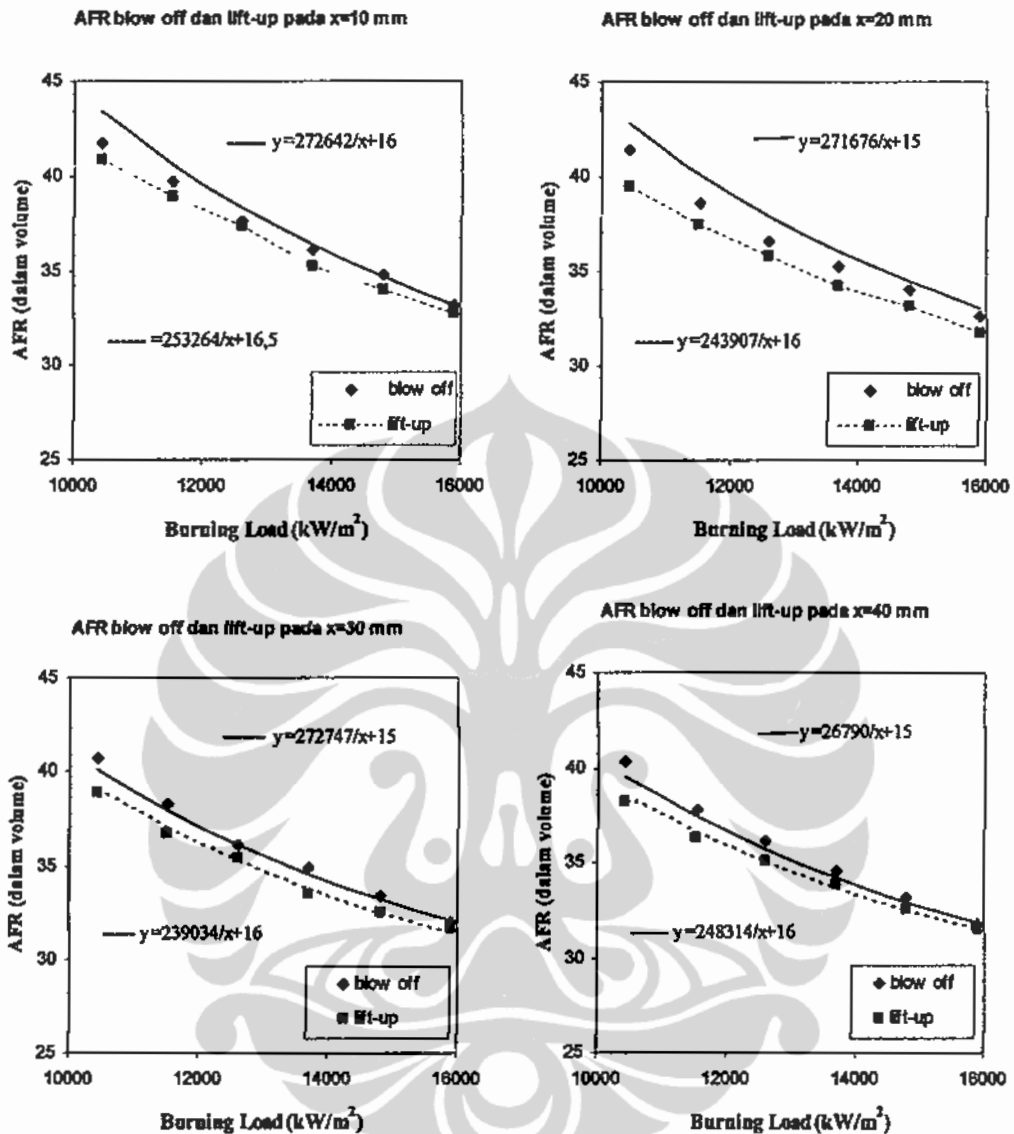 AFR blow off dan lift-up pada x=10 mm
45
40
35
30
25
AFR (dalam volume)
y=272642/x+16
=253264/x+16,5
blow off
lift-up
10000 12000 14000 16000
Burning Load (kW/m²)
AFR blow off dan lift-up pada x=20 mm
45
40
35
30
25
AFR (dalam volume)
y=271676/x+15
y=243907/x+16
blow off
lift-up
10000 12000 14000 16000
Burning Load (kW/m²)
AFR blow off dan lift-up pada x=30 mm
45
40
35
30
25
AFR (dalam volume)
y=272747/x+15
y=239034/x+16
blow off
lift-up
10000 12000 14000 16000
Burning Load (kW/m²)
AFR blow off dan lift-up pada x=40 mm
45
40
35
30
25
AFR (dalam volume)
y=26790/x+15
y=248314/x+16
blow off
lift-up
10000 12000 14000 16000
Burning Load (kW/m²)